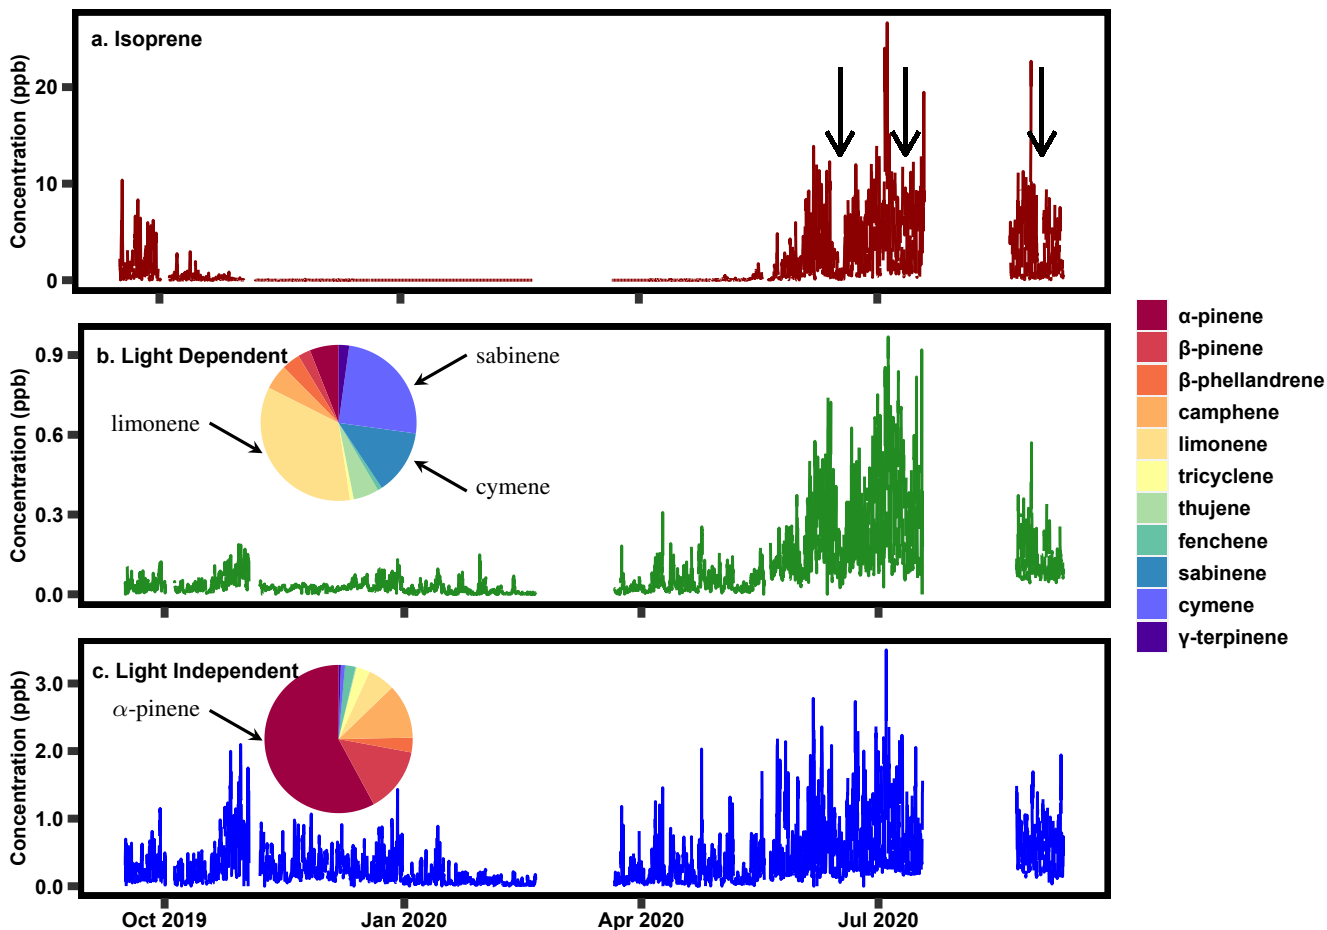 a. Isoprene
Concentration (ppb)
20
10
0
b. Light Dependent
Concentration (ppb)
0.9
0.6
0.3
0.0
sabinene
limonene
cymene
c. Light Independent
Concentration (ppb)
3.0
2.0
1.0
0.0
α-pinene
Oct 2019 Jan 2020 Apr 2020 Jul 2020
α-pinene
β-pinene
β-phellandrene
camphene
limonene
tricyclene
thujene
fenchene
sabinene
cymene
γ-terpinene